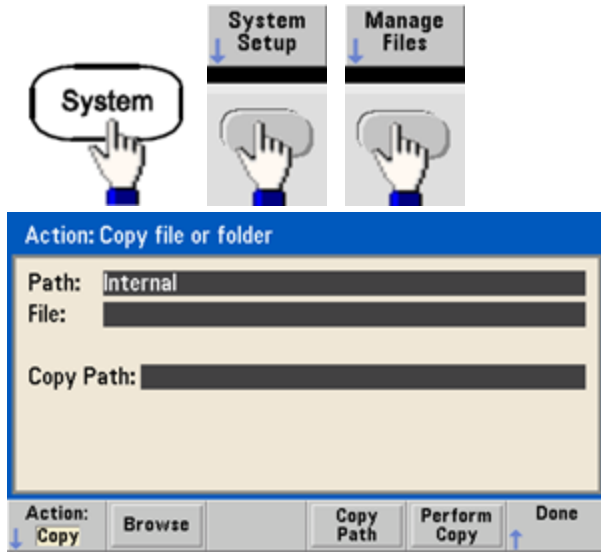 System
Setup
Manage
Files
System
Action: Copy file or folder
Path: Internal
File:
Copy Path:
Action:
Copy
Browse
Copy
Path
Perform
Copy
Done